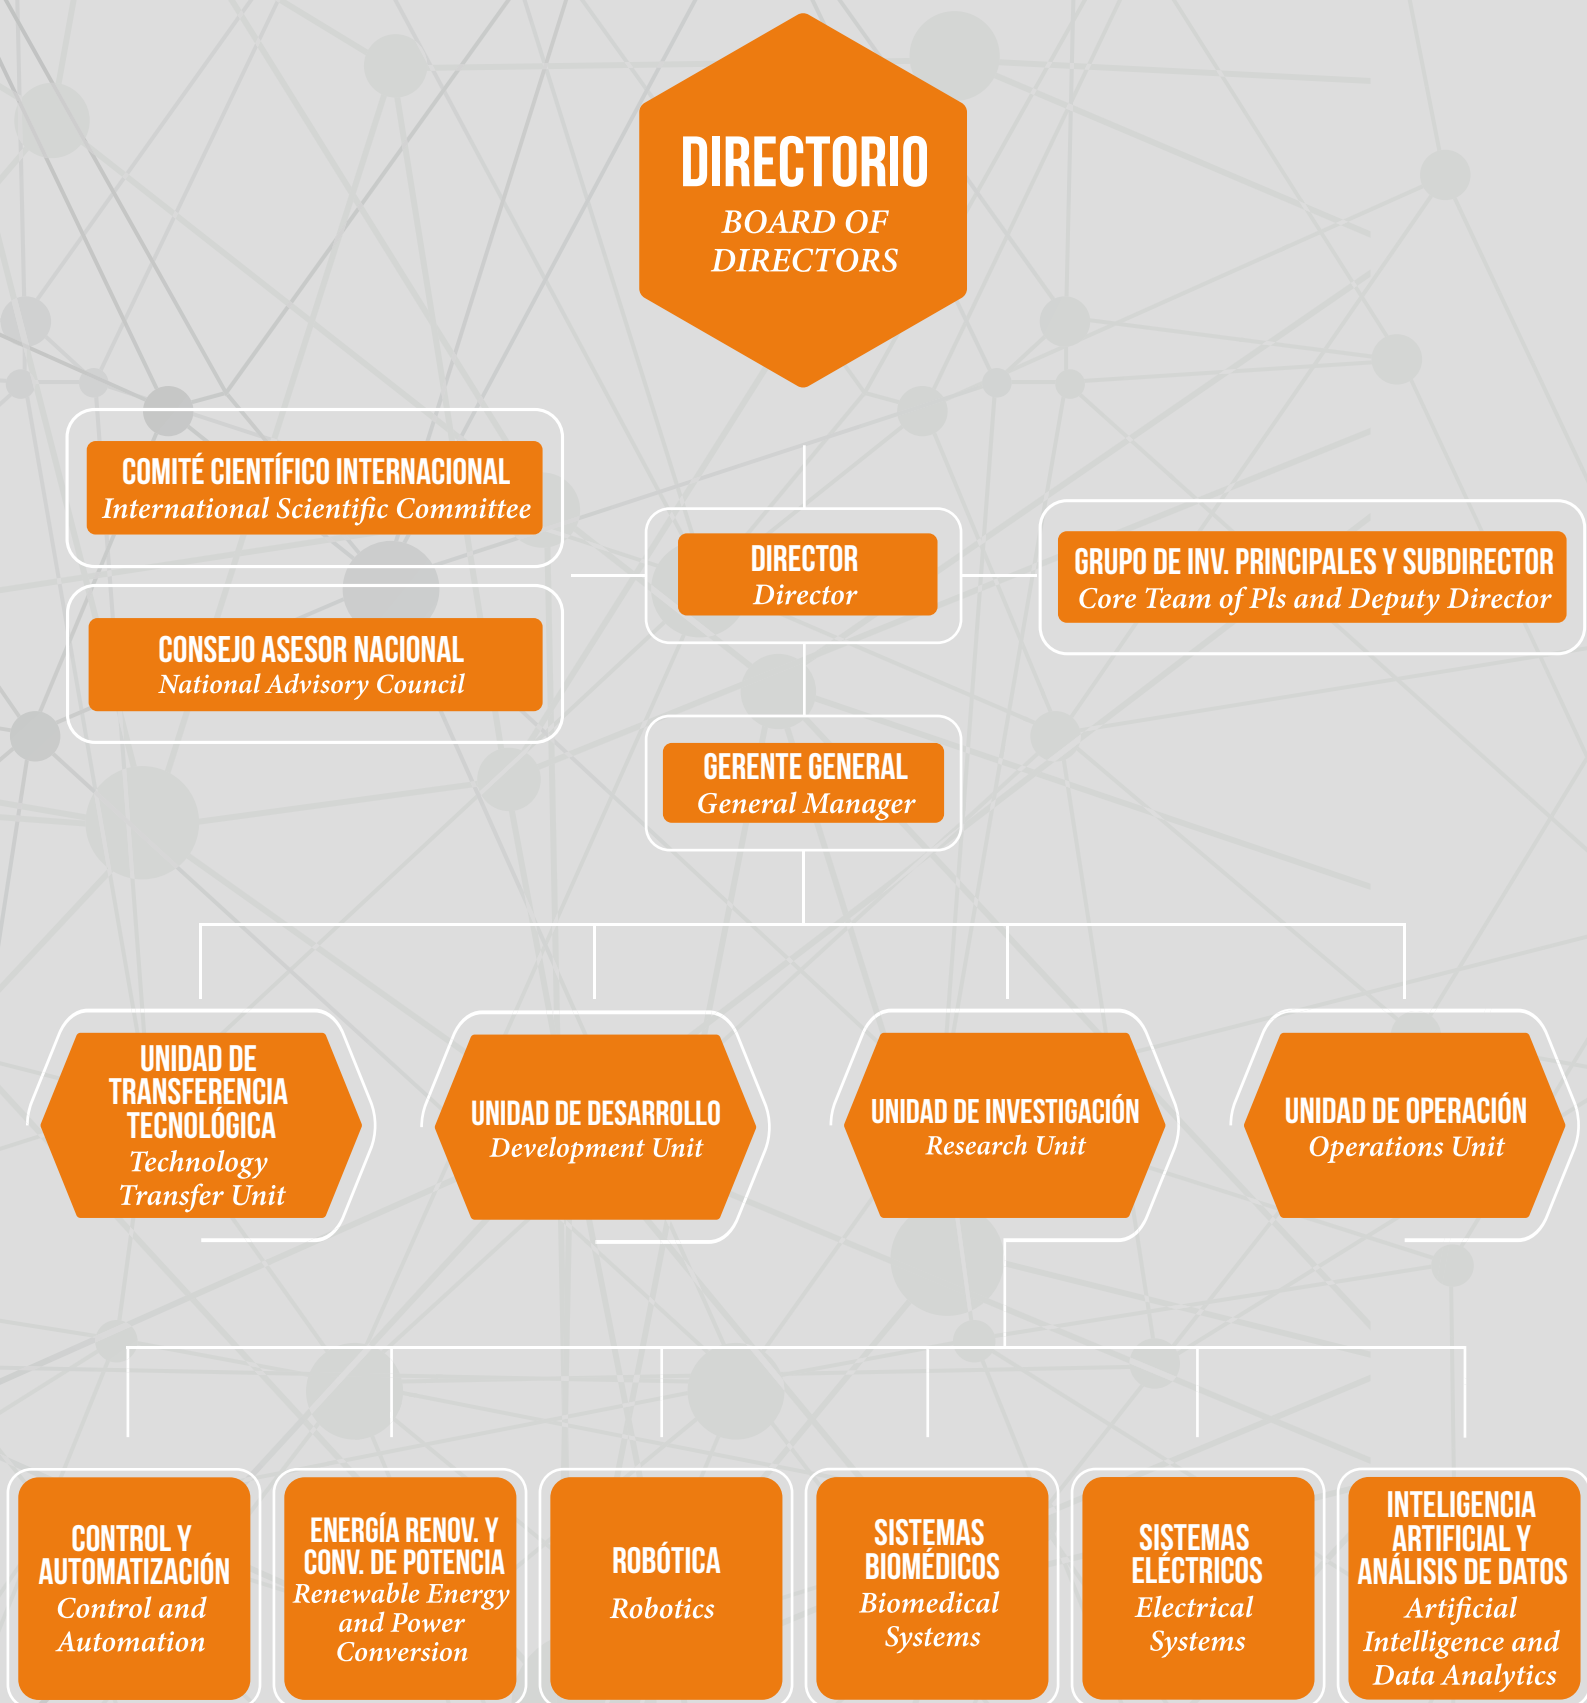 DIRECTORIO
BOARD OF
DIRECTORS
COMITÉ CIENTÍFICO INTERNACIONAL
International Scientific Committee
CONSEJO ASESOR NACIONAL
National Advisory Council
DIRECTOR
Director
GRUPO DE INV. PRINCIPALES Y SUBDIRECTOR
Core Team of Pls and Deputy Director
GERENTE GENERAL
General Manager
UNIDAD DE
TRANSFERENCIA
TECNOLÓGICA
Technology
Transfer Unit
UNIDAD DE DESARROLLO
Development Unit
UNIDAD DE INVESTIGACIÓN
Research Unit
UNIDAD DE OPERACIÓN
Operations Unit
CONTROL Y
AUTOMATIZACIÓN
Control and
Automation
ENERGÍA RENOV. Y
CONV. DE POTENCIA
Renewable Energy
and Power
Conversion
ROBÓTICA
Robotics
SISTEMAS
BIOMÉDICOS
Biomedical
Systems
SISTEMAS
ELÉCTRICOS
Electrical
Systems
INTELIGENCIA
ARTIFICIAL Y
ANÁLISIS DE DATOS
Artificial
Intelligence and
Data Analytics